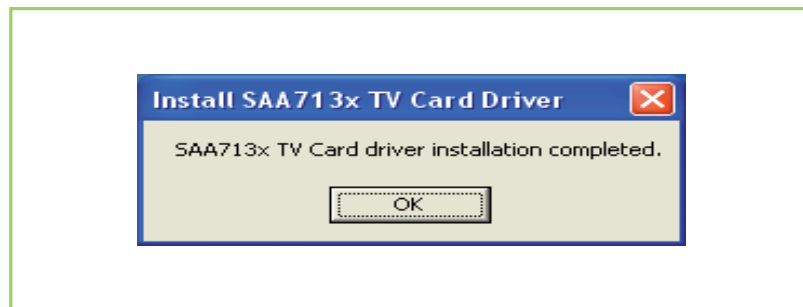 Install SAA713x TV Card Driver
SAA713x TV Card driver installation completed.
OK